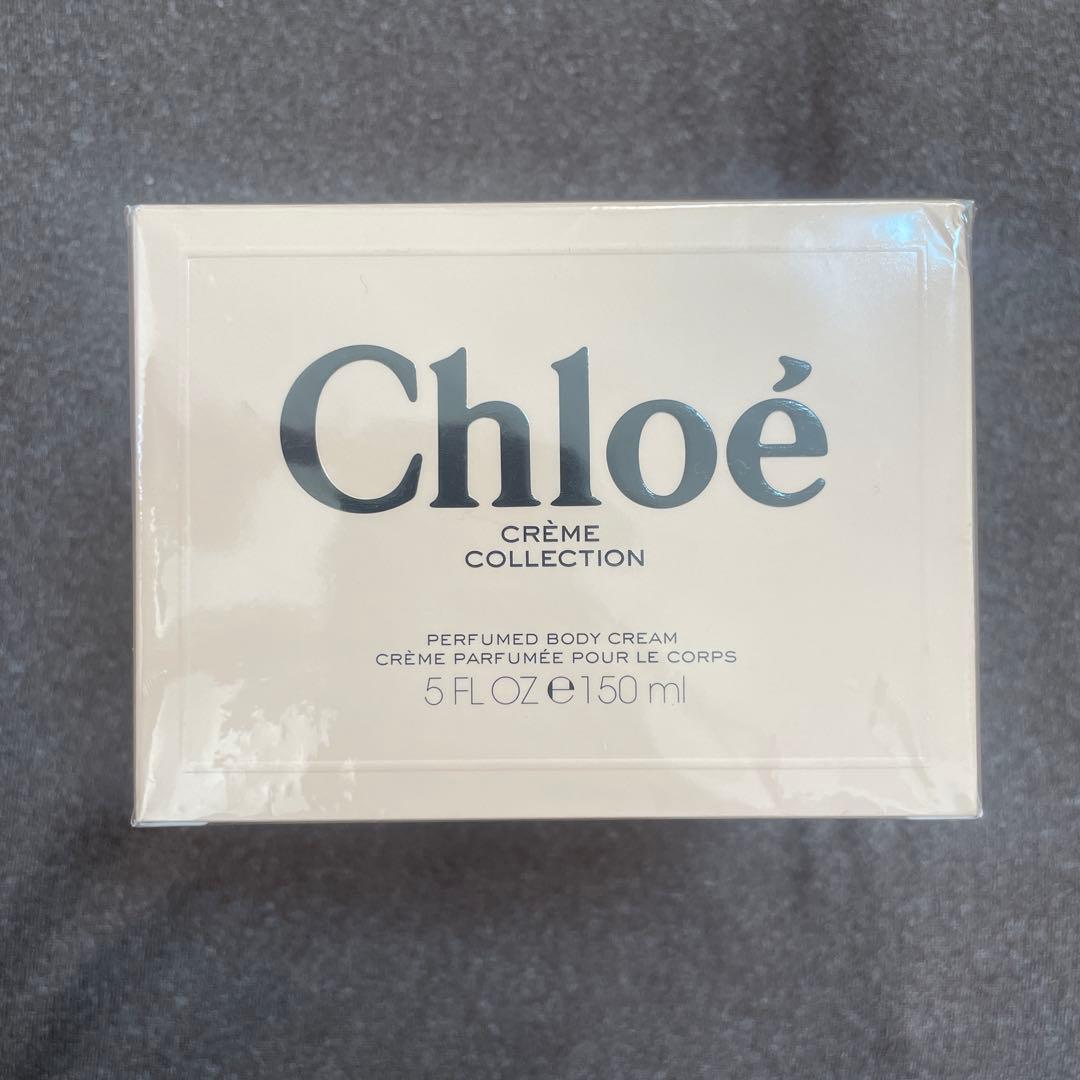 Chloé
CRÈME
COLLECTION
PERFUMED BODY CREAM
CRÈME PARFUMÉE POUR LE CORPS
5 FL OZ ℮ 150 ml